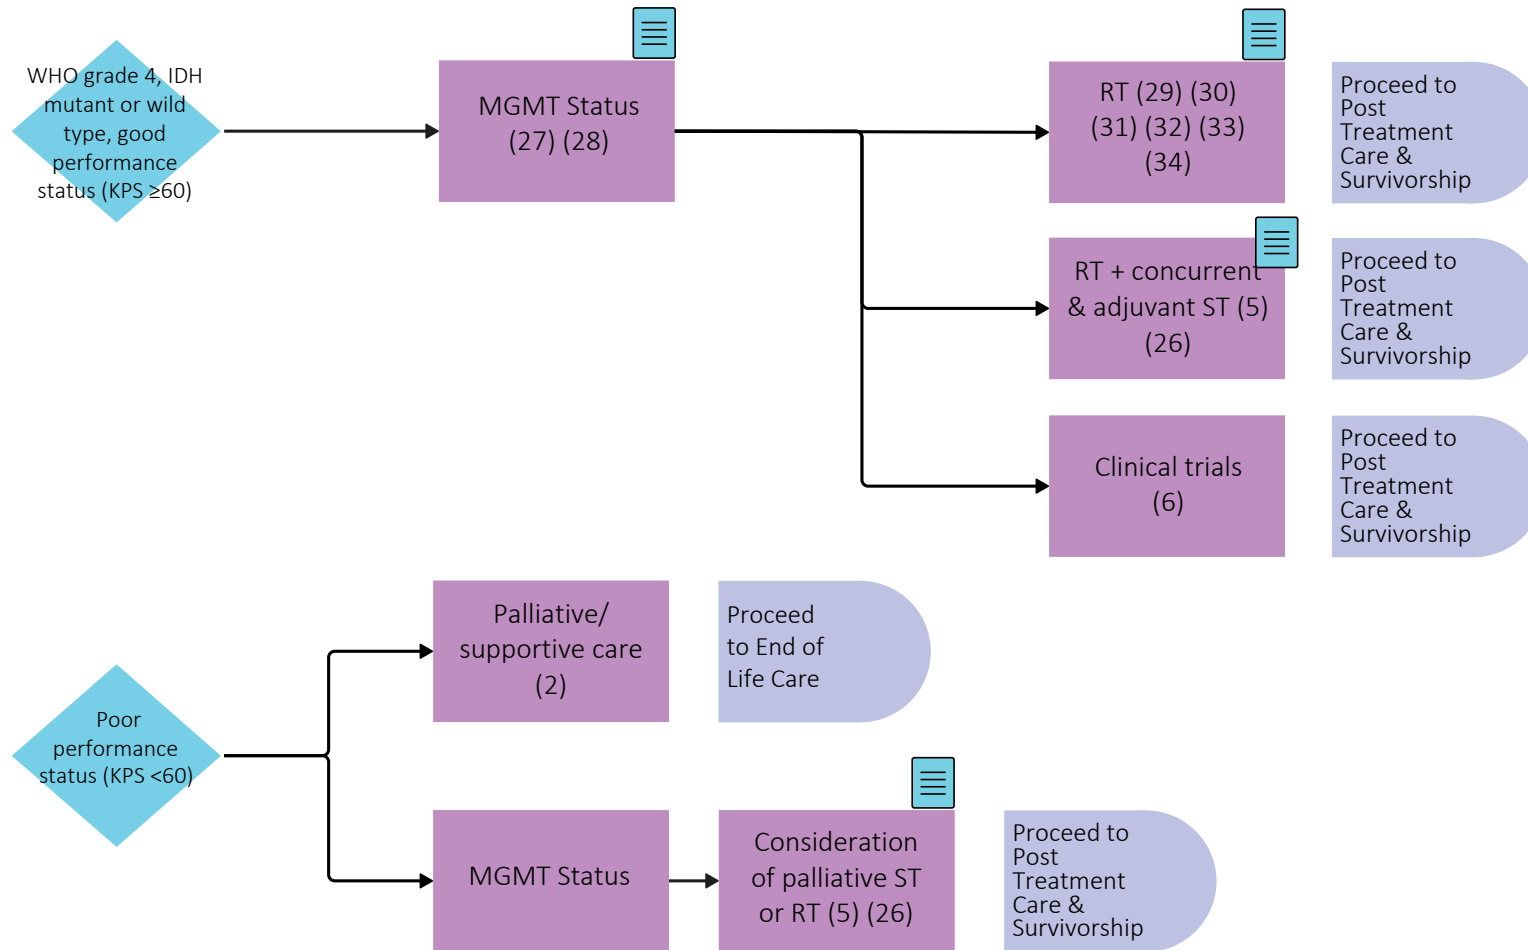 WHO grade 4, IDH
mutant or wild
type, good
performance
status (KPS ≥60)
MGMT Status
(27) (28)
RT (29) (30)
(31) (32) (33)
(34)
Proceed to
Post
Treatment
Care &
Survivorship
RT + concurrent
& adjuvant ST (5)
(26)
Proceed to
Post
Treatment
Care &
Survivorship
Clinical trials
(6)
Proceed to
Post
Treatment
Care &
Survivorship
Poor
performance
status (KPS <60)
Palliative/
supportive care
(2)
Proceed
to End of
Life Care
MGMT Status
Consideration
of palliative ST
or RT (5) (26)
Proceed to
Post
Treatment
Care &
Survivorship